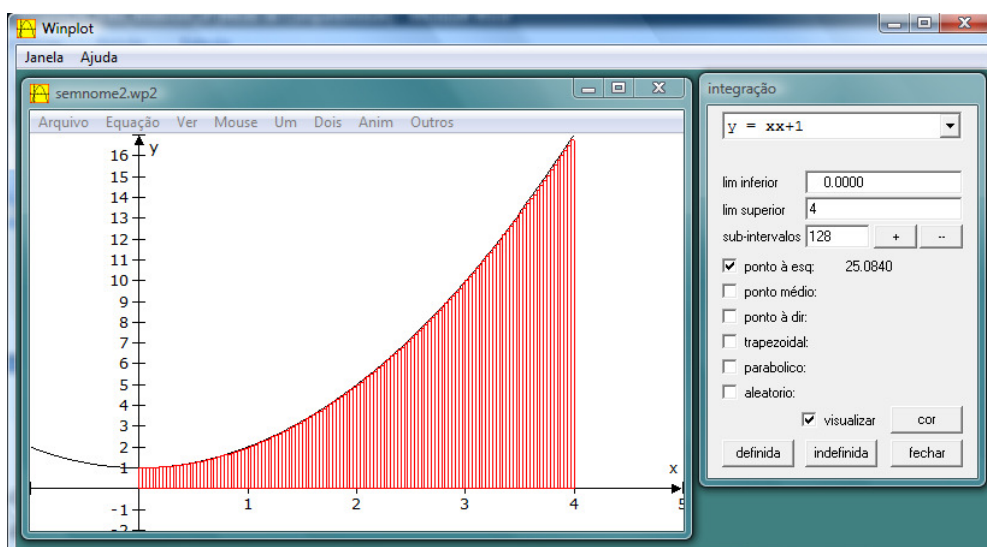 Winplot
Janela Ajuda
semnome2.wp2
Arquivo Equação Ver Mouse Um Dois Anim Outros
y
16
15
14
13
12
11
10
9
8
7
6
5
4
3
2
1
-1
-2
1 2 3 4 5
x
integração
y = xx+1
lim inferior 0.0000
lim superior 4
sub-intervalos 128 + --
ponto à esq: 25.0840
ponto médio:
ponto à dir:
trapezoidal:
parabolico:
aleatorio:
visualizar cor
definida indefinida fechar